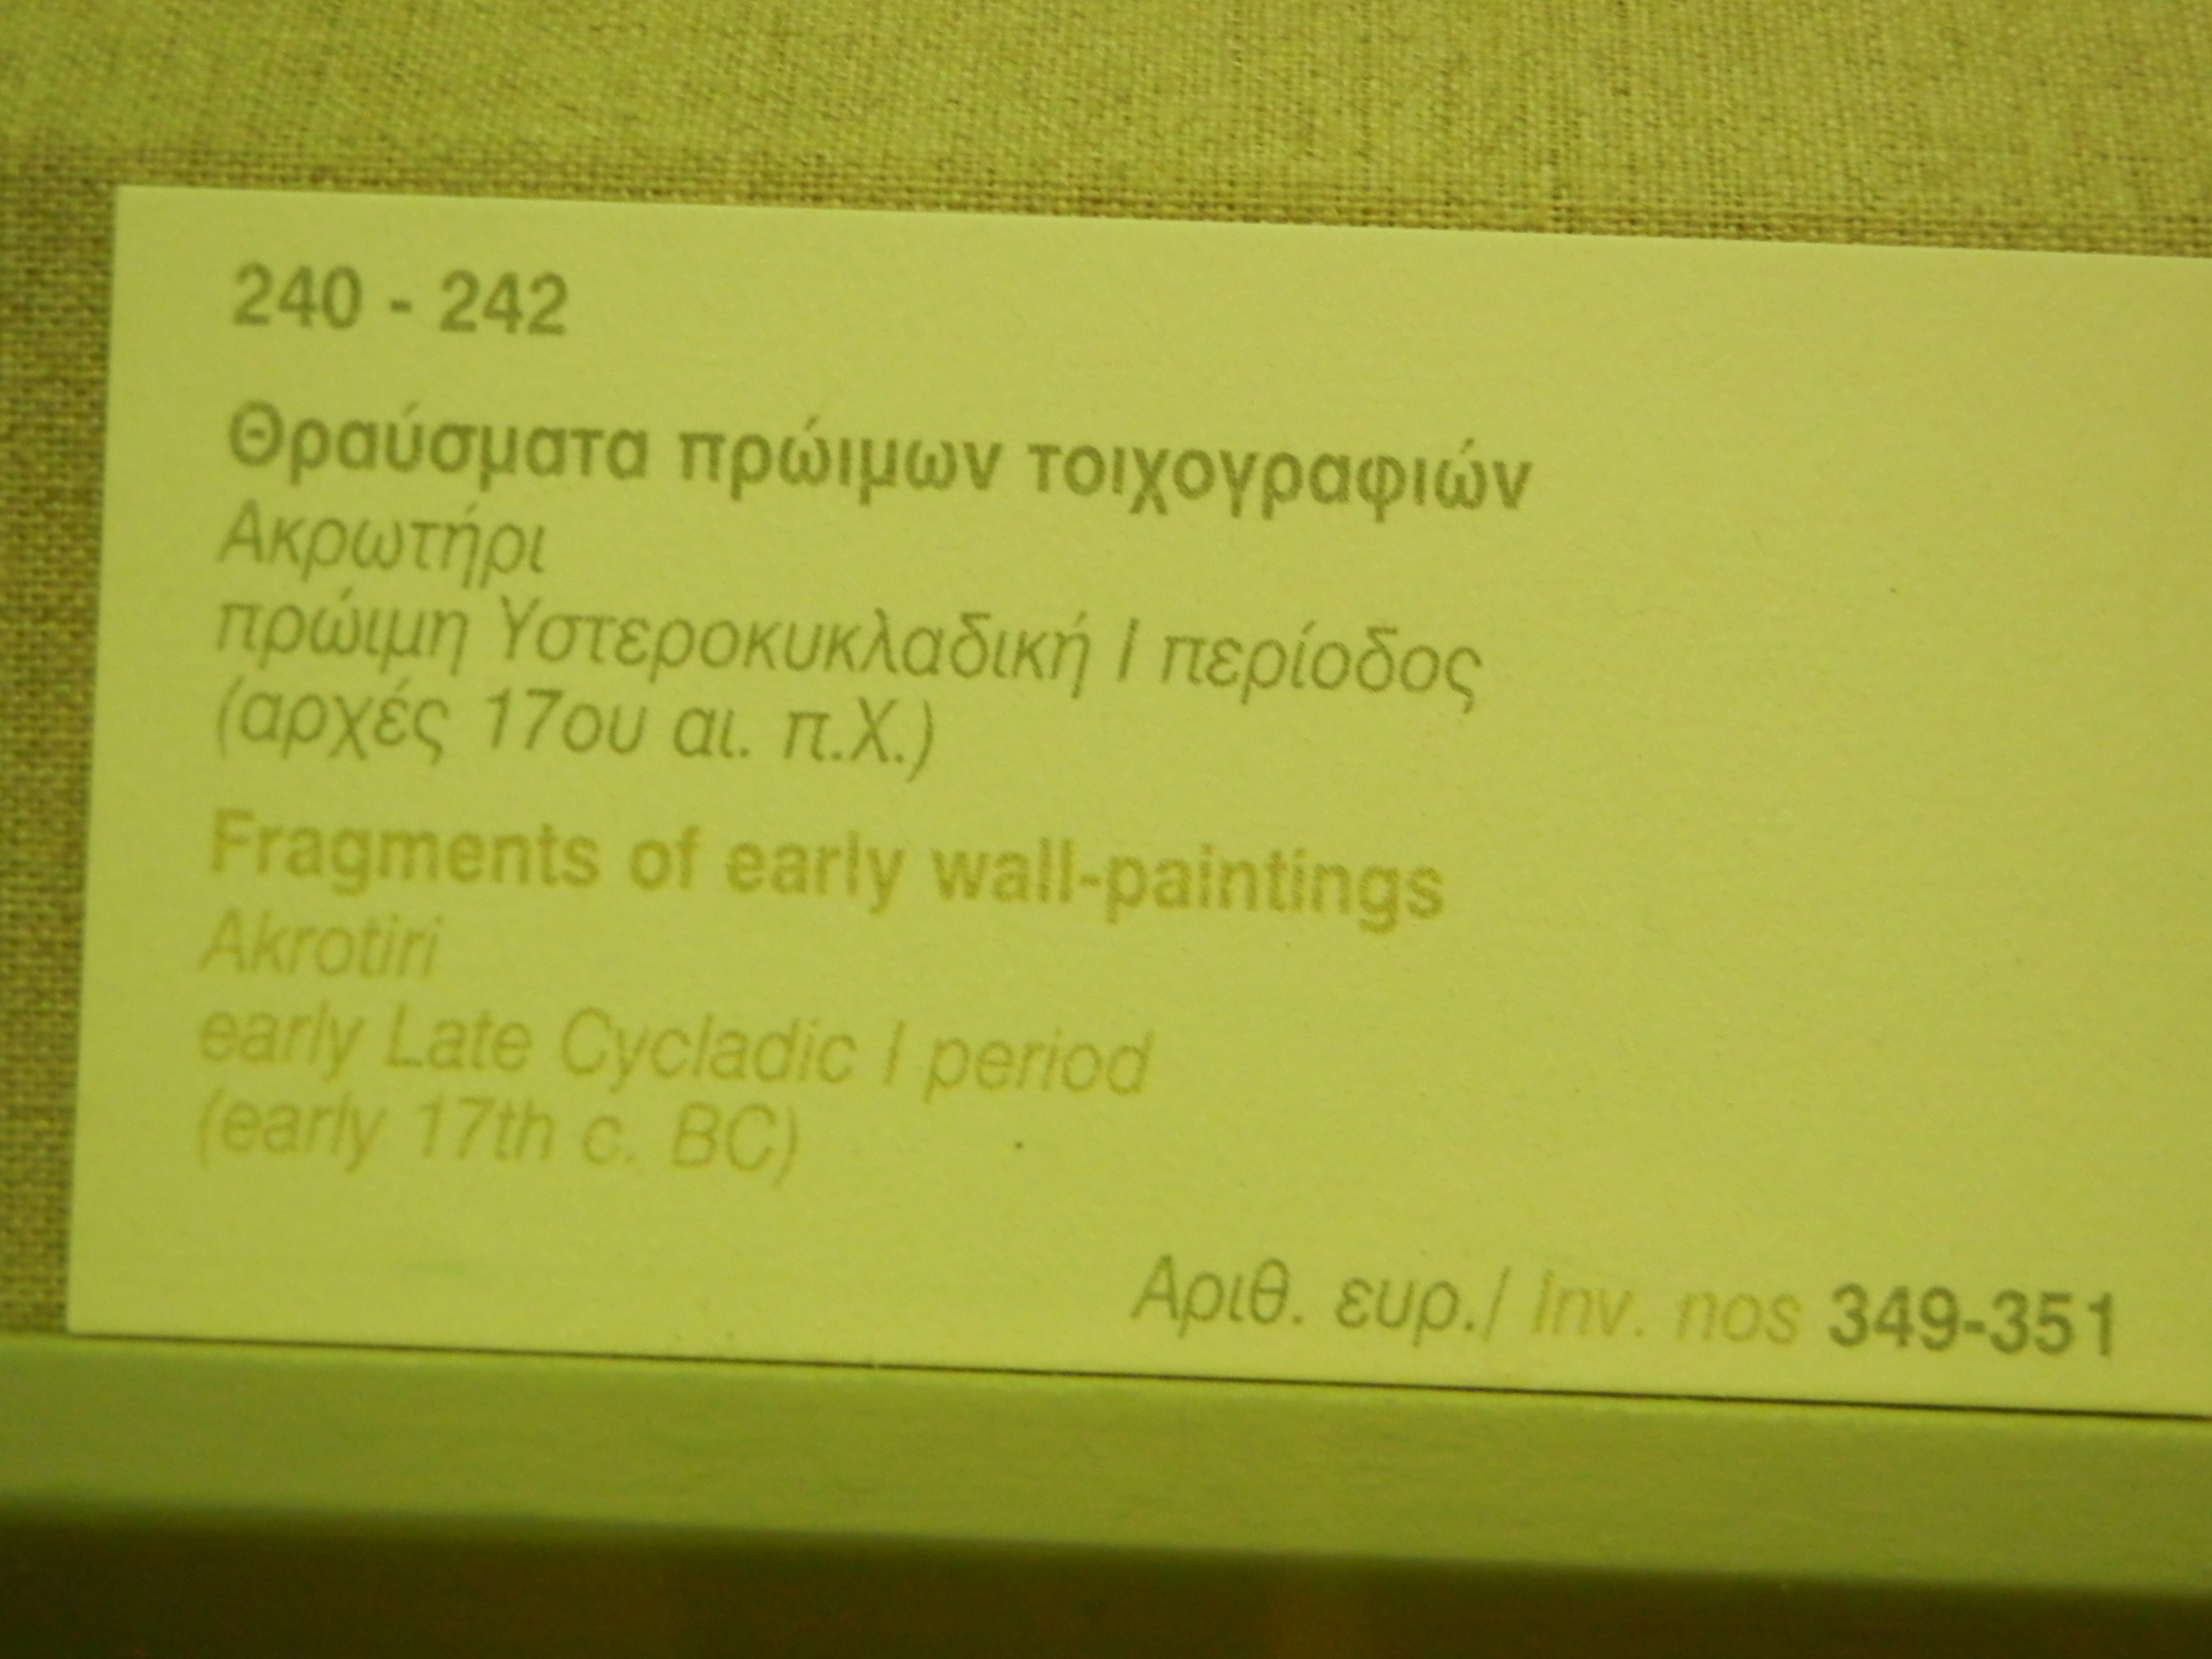 240 - 242
Θραύσματα πρώιμων τοιχογραφιών
Ακρωτήρι
πρώιμη Υστεροκυκλαδική Ι περίοδος
(αρχές 17ου αι. π.Χ.)
Fragments of early wall-paintings
Akrotiri
early Late Cycladic I period
(early 17th c. BC)
Αριθ. ευρ./ Inv. nos 349-351